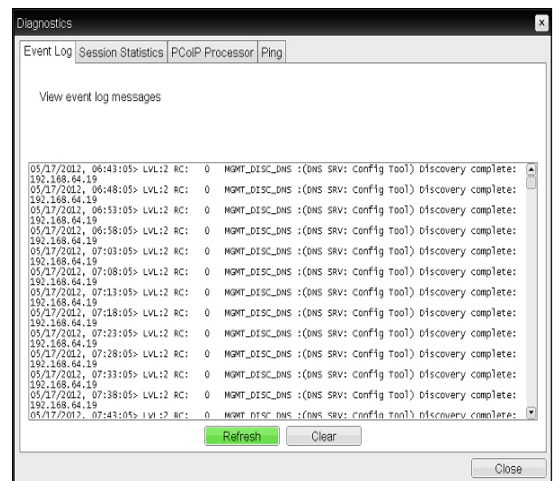 Diagnostics
x
Event Log Session Statistics PCoIP Processor Ping
View event log messages
05/17/2012, 06:43:05> LVL:2 RC: 0 MGMT_DISC_DNS :(DNS SRV: Config Tool) Discovery complete:
192.168.64.19
05/17/2012, 06:48:05> LVL:2 RC: 0 MGMT_DISC_DNS :(DNS SRV: Config Tool) Discovery complete:
192.168.64.19
05/17/2012, 06:53:05> LVL:2 RC: 0 MGMT_DISC_DNS :(DNS SRV: Config Tool) Discovery complete:
192.168.64.19
05/17/2012, 06:58:05> LVL:2 RC: 0 MGMT_DISC_DNS :(DNS SRV: Config Tool) Discovery complete:
192.168.64.19
05/17/2012, 07:03:05> LVL:2 RC: 0 MGMT_DISC_DNS :(DNS SRV: Config Tool) Discovery complete:
192.168.64.19
05/17/2012, 07:08:05> LVL:2 RC: 0 MGMT_DISC_DNS :(DNS SRV: Config Tool) Discovery complete:
192.168.64.19
05/17/2012, 07:13:05> LVL:2 RC: 0 MGMT_DISC_DNS :(DNS SRV: Config Tool) Discovery complete:
192.168.64.19
05/17/2012, 07:18:05> LVL:2 RC: 0 MGMT_DISC_DNS :(DNS SRV: Config Tool) Discovery complete:
192.168.64.19
05/17/2012, 07:23:05> LVL:2 RC: 0 MGMT_DISC_DNS :(DNS SRV: Config Tool) Discovery complete:
192.168.64.19
05/17/2012, 07:28:05> LVL:2 RC: 0 MGMT_DISC_DNS :(DNS SRV: Config Tool) Discovery complete:
192.168.64.19
05/17/2012, 07:33:05> LVL:2 RC: 0 MGMT_DISC_DNS :(DNS SRV: Config Tool) Discovery complete:
192.168.64.19
05/17/2012, 07:38:05> LVL:2 RC: 0 MGMT_DISC_DNS :(DNS SRV: Config Tool) Discovery complete:
192.168.64.19
05/17/2012, 07:43:05> LVL:2 RC: 0 MGMT_DISC_DNS :(DNS SRV: Config Tool) Discovery complete:
Refresh Clear
Close